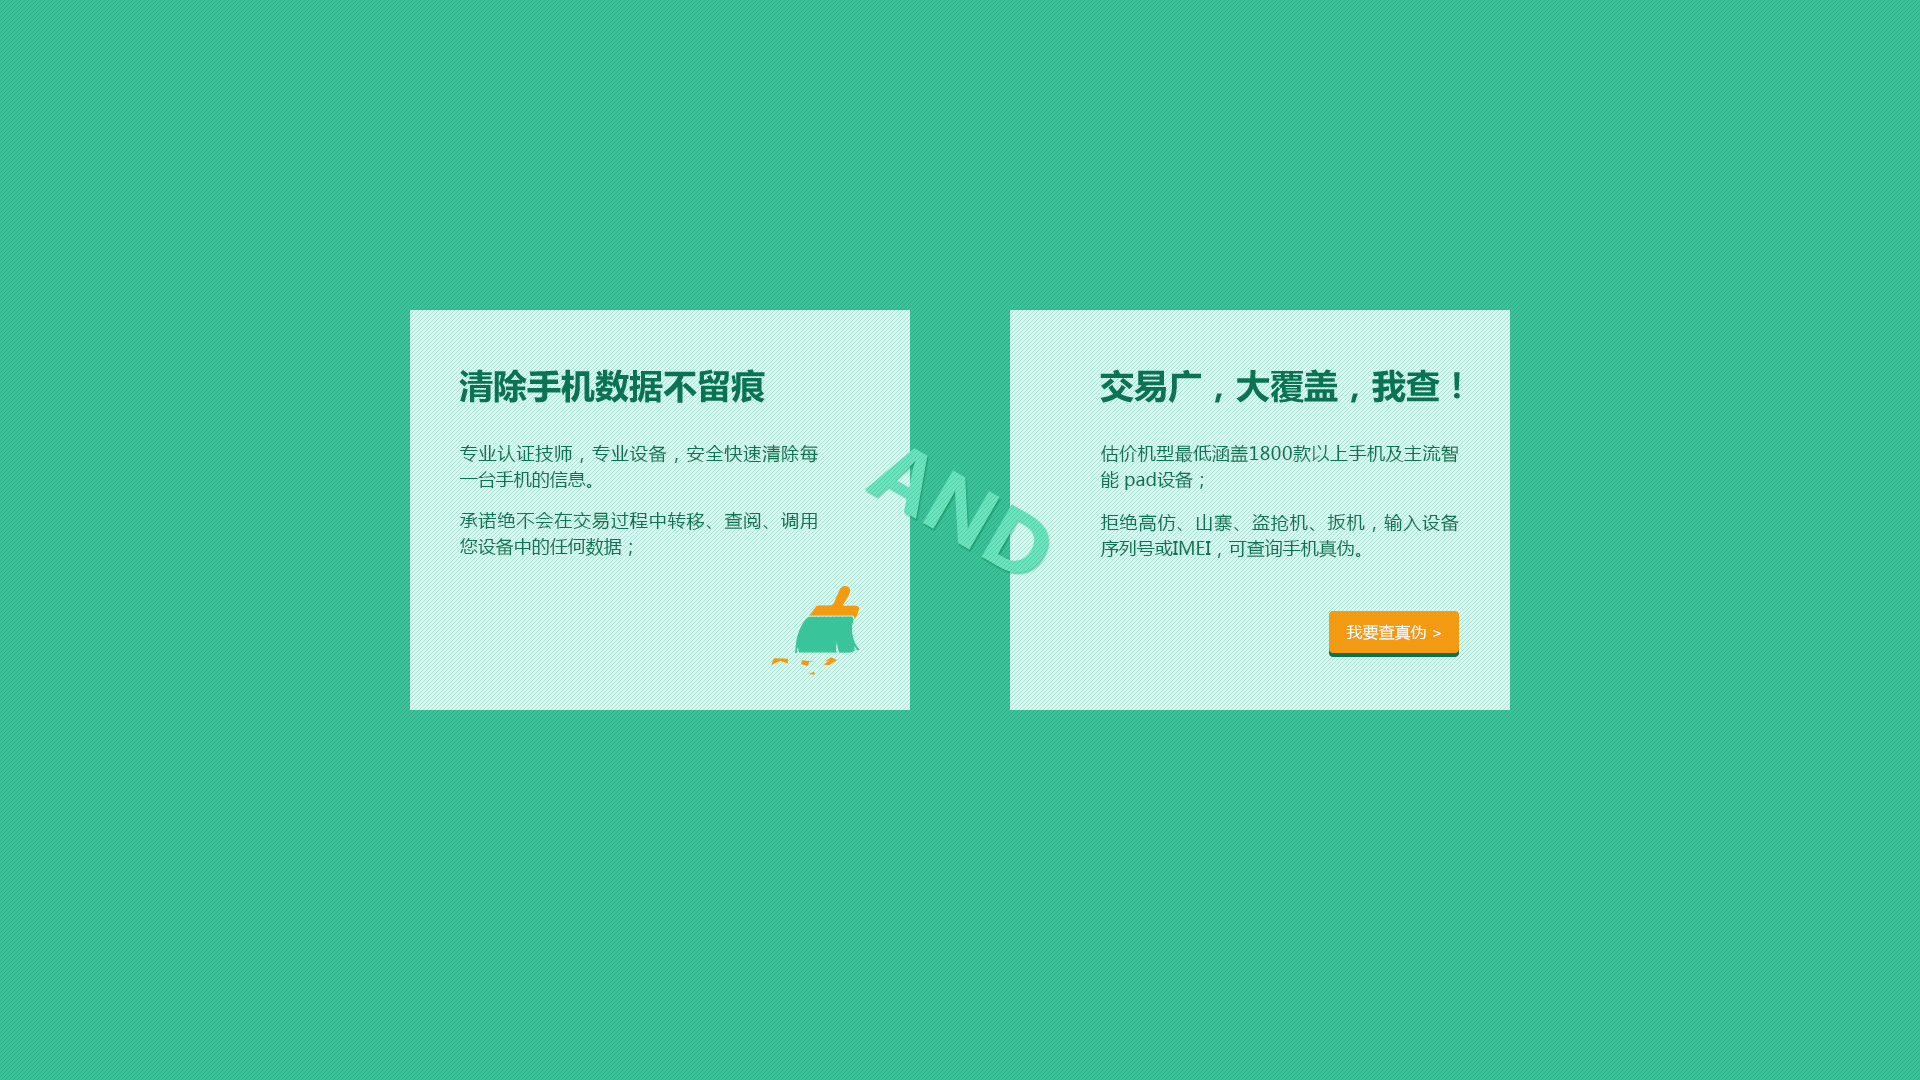 清除手机数据不留痕
专业认证技师，专业设备，安全快速清除每
一台手机的信息。
承诺绝不会在交易过程中转移、查阅、调用
您设备中的任何数据；
AND
交易广，大覆盖，我查！
估价机型最低涵盖1800款以上手机及主流智
能 pad设备；
拒绝高仿、山寨、盗抢机、扳机，输入设备
序列号或IMEI，可查询手机真伪。
我要查真伪 >